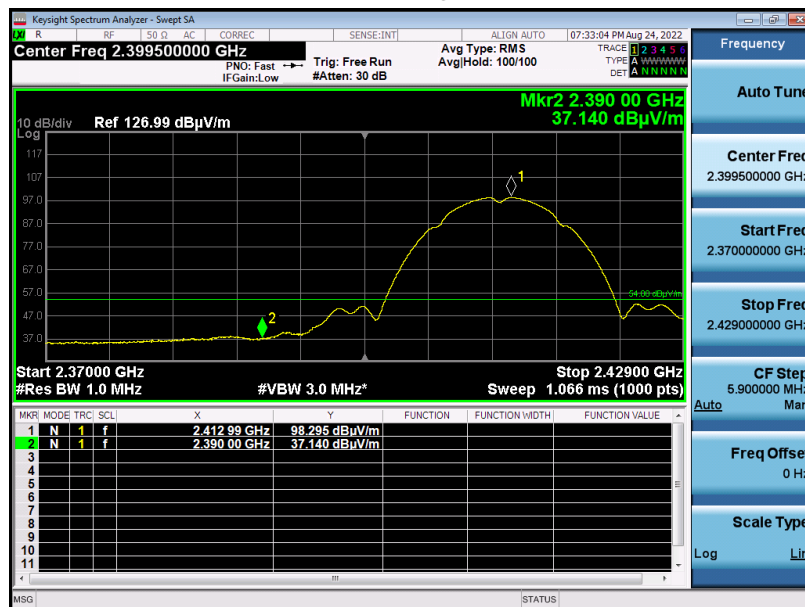 Keysight Spectrum Analyzer - Swept SA
R RF 50 Ω AC CORREC SENSE:INT ALIGN AUTO 07:33:04 PM Aug 24, 2022
Center Freq 2.399500000 GHz
PNO: Fast
IFGain:Low
Trig: Free Run
#Atten: 30 dB
Avg Type: RMS
Avg|Hold: 100/100
TRACE 1 2 3 4 5 6
TYPE A WWWWW
DET A N N N N N
Frequency
Mkr2 2.390 00 GHz
37.140 dBµV/m
10 dB/div Ref 126.99 dBµV/m
Log
117
107
97.0
87.0
77.0
67.0
57.0
47.0
37.0
1
2
54.00 dBµV/m
Start 2.37000 GHz Stop 2.42900 GHz
#Res BW 1.0 MHz #VBW 3.0 MHz* Sweep 1.066 ms (1000 pts)
MKR MODE TRC SCL X Y FUNCTION FUNCTION WIDTH FUNCTION VALUE
1 N 1 f 2.412 99 GHz 98.295 dBµV/m
2 N 1 f 2.390 00 GHz 37.140 dBµV/m
3
4
5
6
7
8
9
10
11
MSG STATUS
Auto Tune
Center Freq
2.399500000 GHz
Start Freq
2.370000000 GHz
Stop Freq
2.429000000 GHz
CF Step
5.900000 MHz
Auto Man
Freq Offset
0 Hz
Scale Type
Log Lin